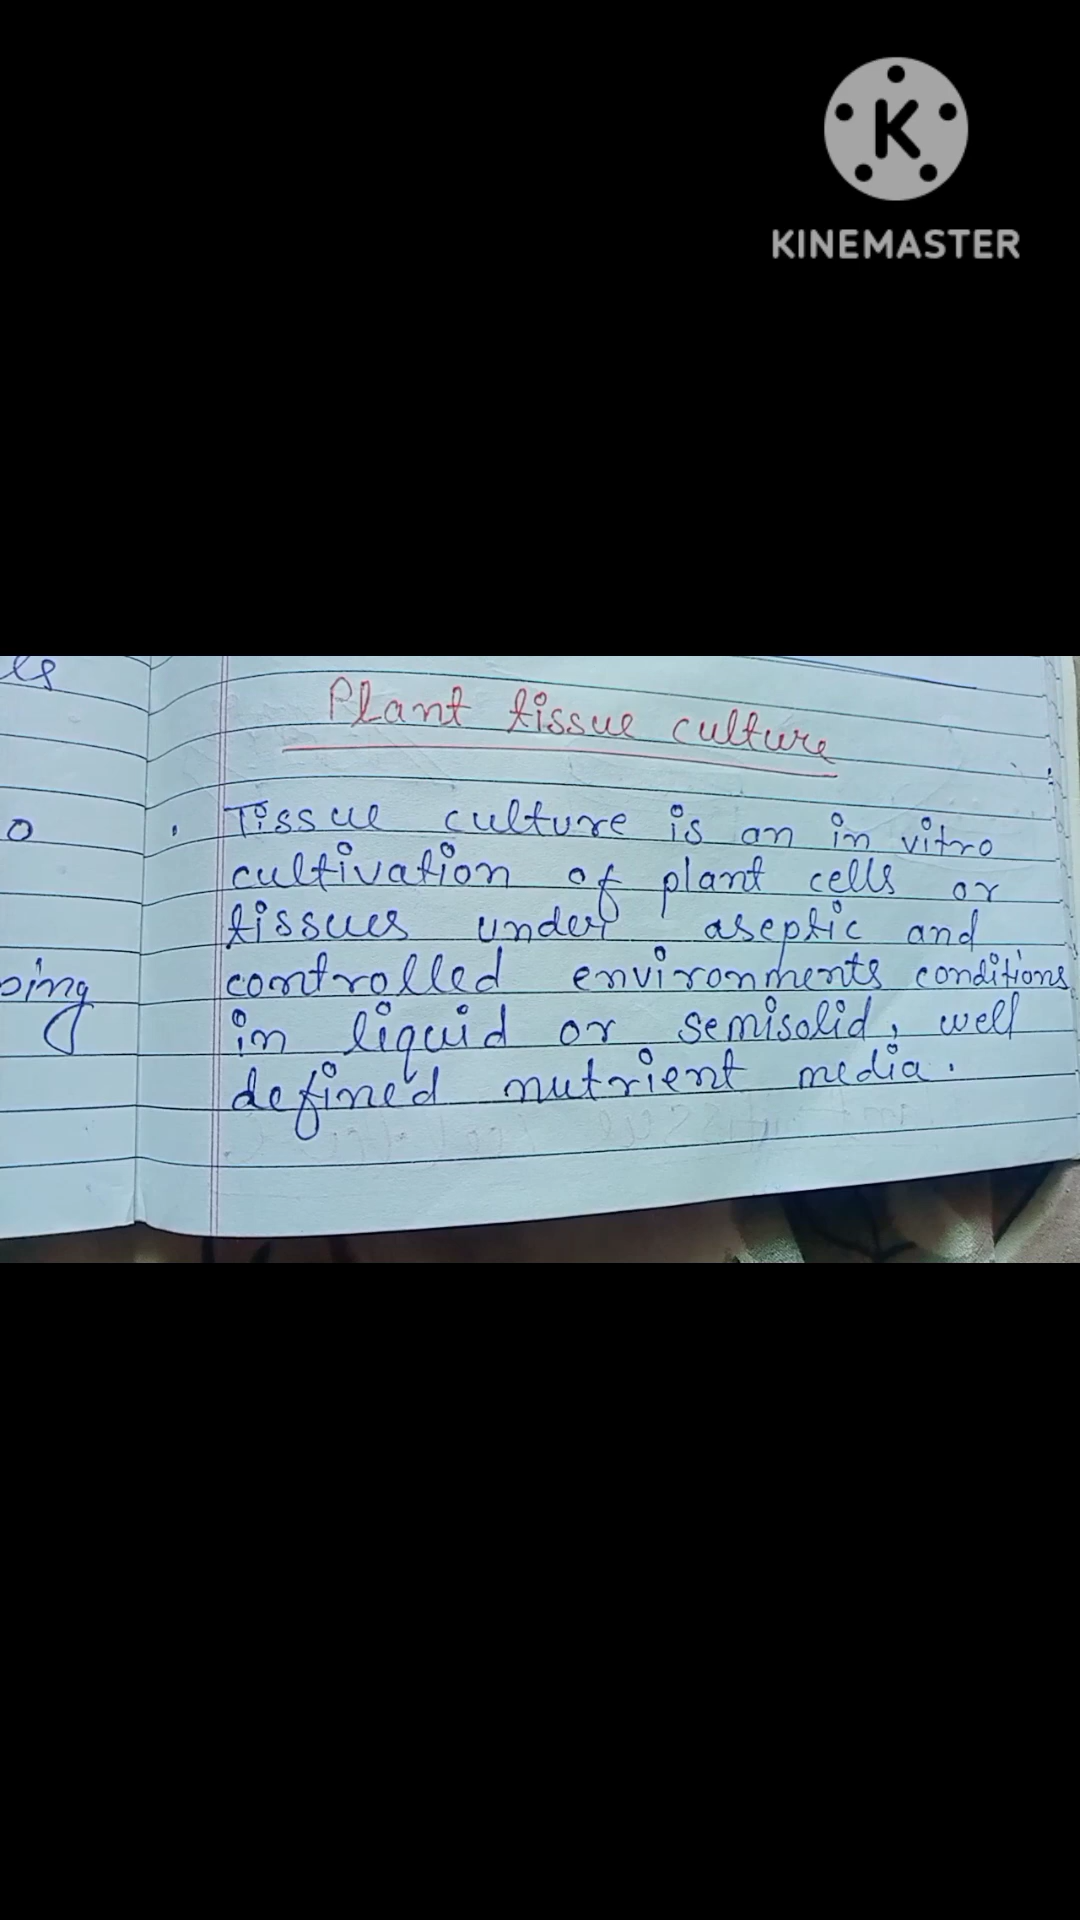 KINEMASTER
Plant tissue culture
• Tissue culture is an in vitro
cultivation of plant cells or
tissues under aseptic and
controlled environments conditions
in liquid or semisolid, well
defined nutrient media.